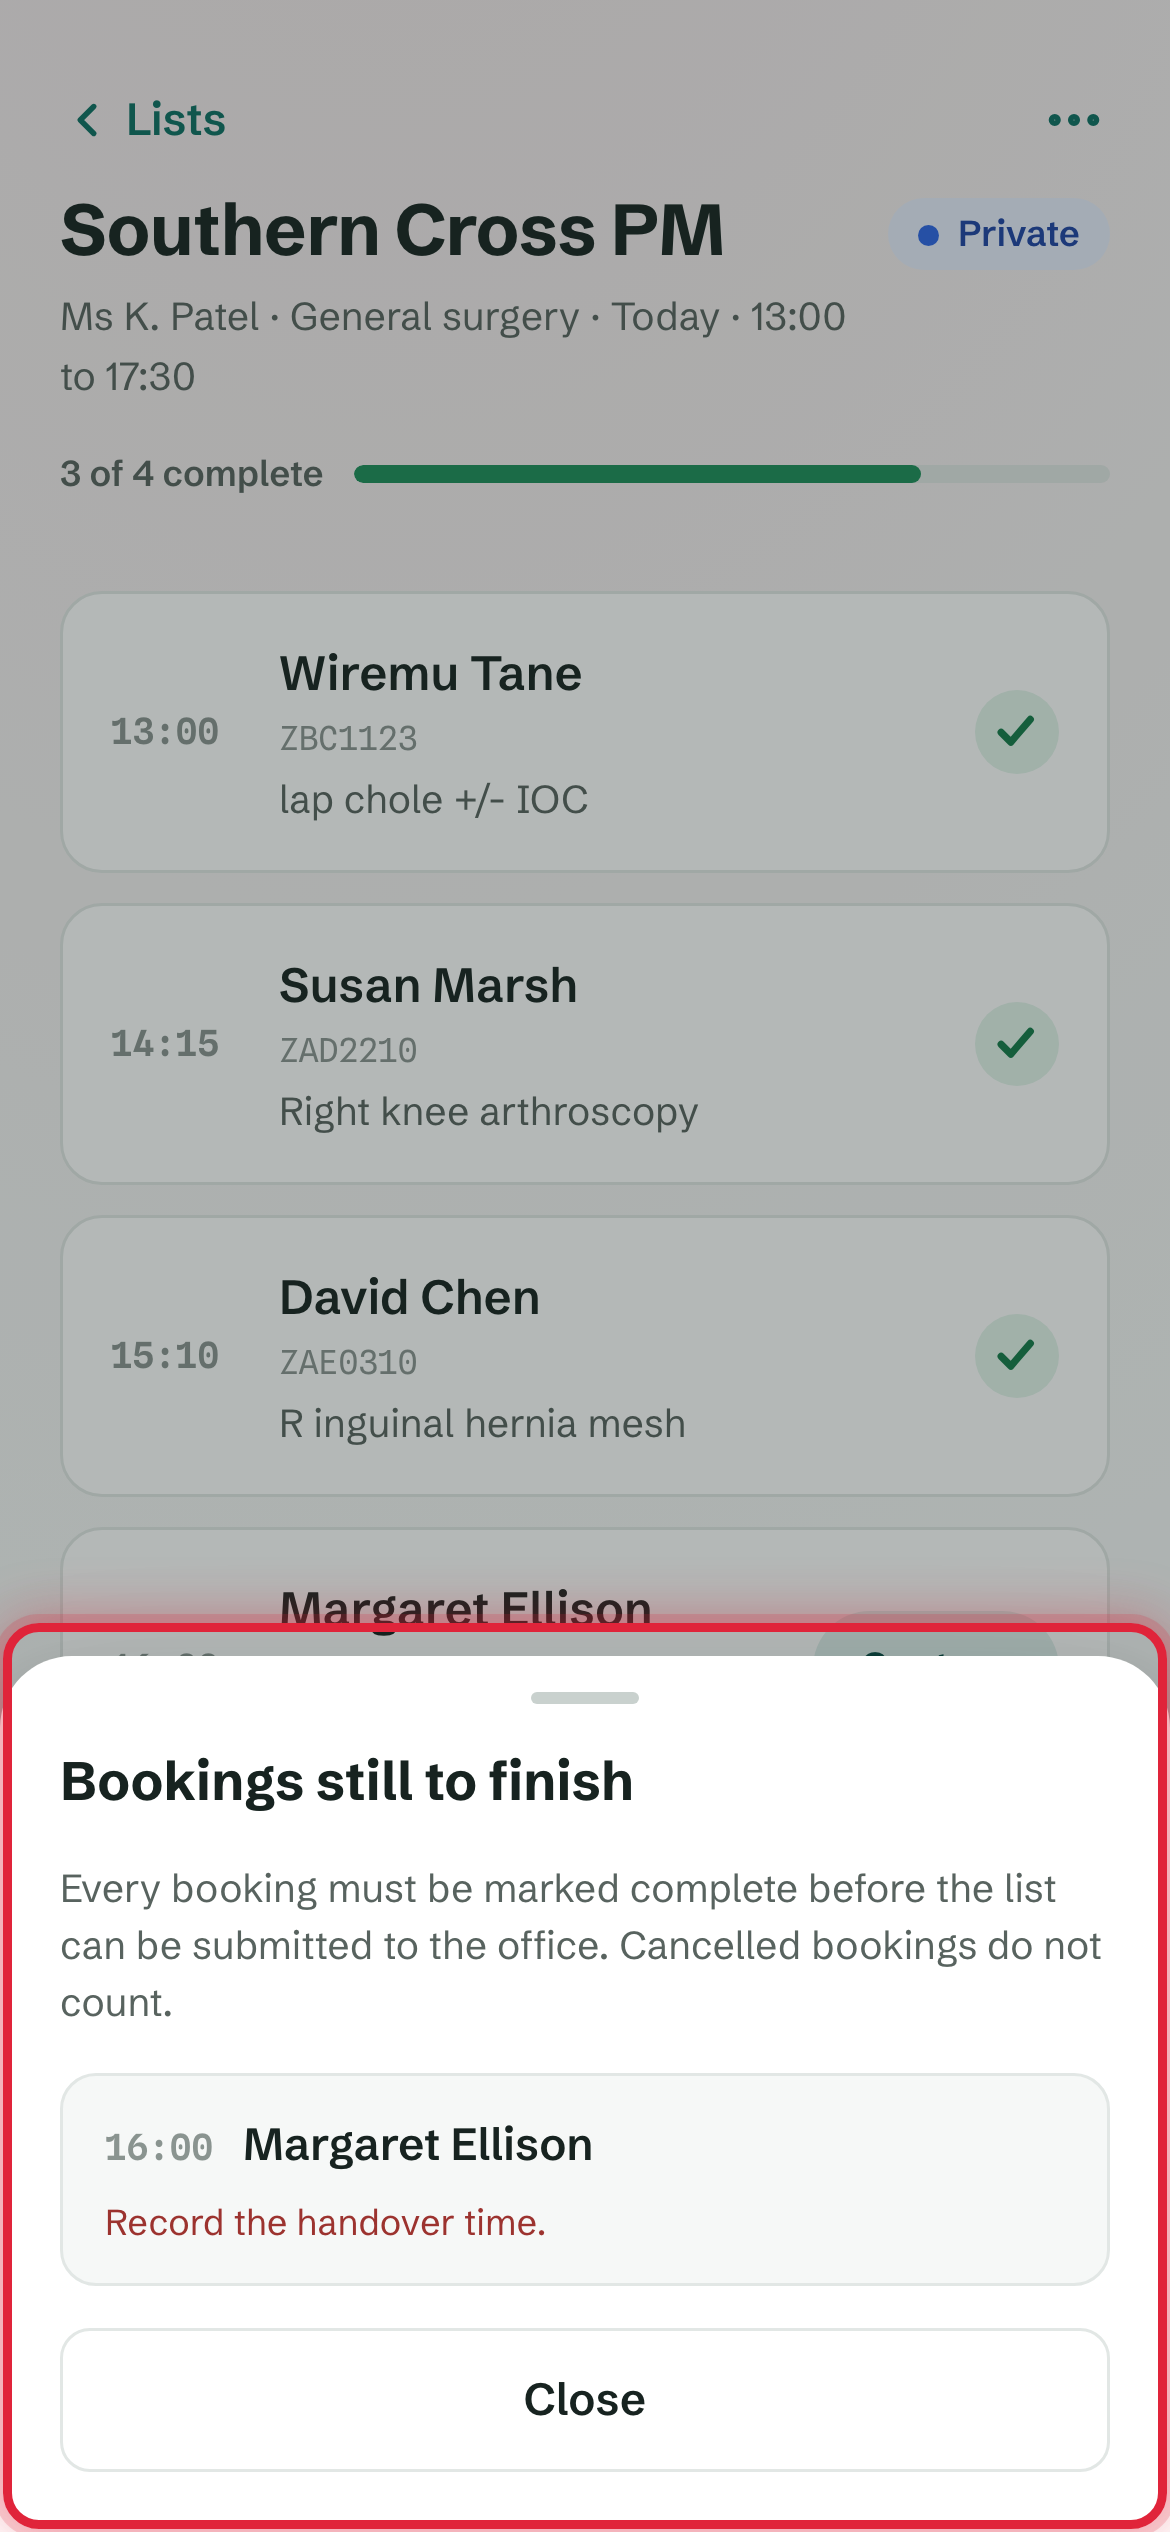 Lists
Southern Cross PM
Private
Ms K. Patel · General surgery · Today · 13:00
to 17:30
3 of 4 complete
Wiremu Tane
13:00
ZBC1123
lap chole +/- IOC
Susan Marsh
14:15
ZAD2210
Right knee arthroscopy
David Chen
15:10
ZAE0310
R inguinal hernia mesh
Margaret Ellison
Bookings still to finish
Every booking must be marked complete before the list
can be submitted to the office. Cancelled bookings do not
count.
16:00 Margaret Ellison
Record the handover time.
Close